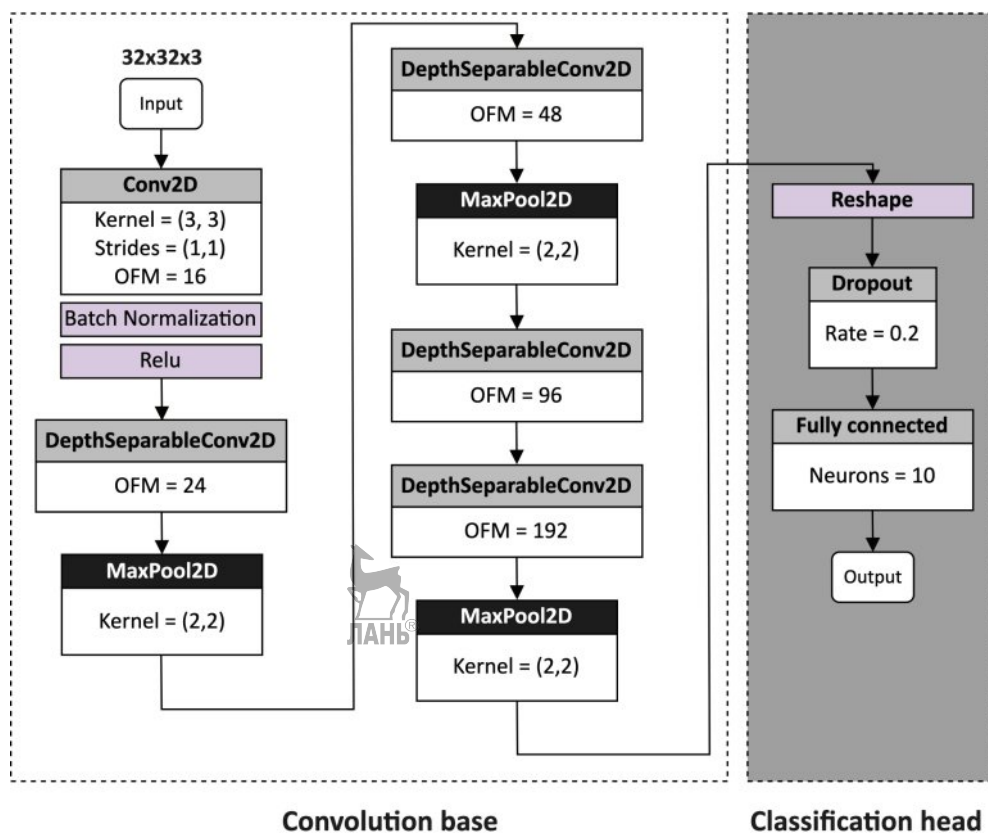 32x32x3
Input
Conv2D
Kernel = (3, 3)
Strides = (1,1)
OFM = 16
Batch Normalization
Relu
DepthSeparableConv2D
OFM = 24
MaxPool2D
Kernel = (2,2)
DepthSeparableConv2D
OFM = 48
MaxPool2D
Kernel = (2,2)
DepthSeparableConv2D
OFM = 96
DepthSeparableConv2D
OFM = 192
MaxPool2D
Kernel = (2,2)
ЛАНЬ®
Reshape
Dropout
Rate = 0.2
Fully connected
Neurons = 10
Output
Convolution base
Classification head